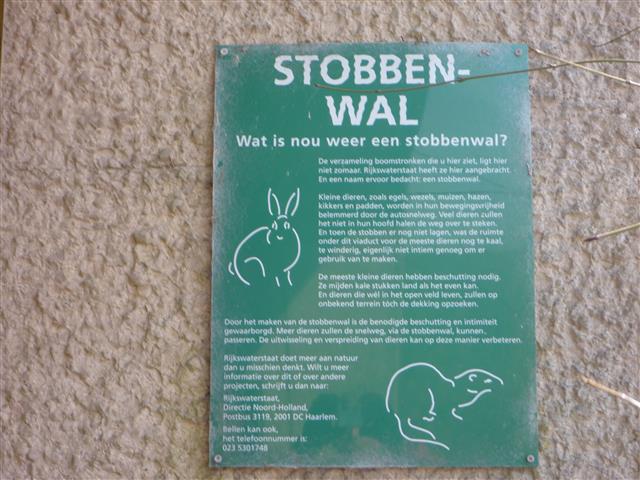 STOBBEN-
WAL
Wat is nou weer een stobbenwal?
De verzameling boomstronken die u hier ziet, ligt hier
niet zomaar. Rijkswaterstaat heeft ze hier aangebracht.
En een naam ervoor bedacht: een stobbenwal.
Kleine dieren, zoals egels, wezels, muizen, hazen,
kikkers en padden, worden in hun bewegingsvrijheid
belemmerd door de autosnelweg. Veel dieren zullen
het niet in hun hoofd halen de weg over te steken.
En toen de stobben er nog niet lagen, was de ruimte
onder dit viaduct voor de meeste dieren nog te kaal,
te winderig, eigenlijk niet intiem genoeg om er
gebruik van te maken.
De meeste kleine dieren hebben beschutting nodig.
Ze mijden kale stukken land als het even kan.
En dieren die wél in het open veld leven, zullen op
onbekend terrein tóch de dekking opzoeken.
Door het maken van de stobbenwal is de benodigde beschutting en intimiteit
gewaarborgd. Meer dieren zullen de snelweg, via de stobbenwal, kunnen
passeren. De uitwisseling en verspreiding van dieren kan op deze manier verbeteren.
Rijkswaterstaat doet meer aan natuur
dan u misschien denkt. Wilt u meer
informatie over dit of over andere
projecten, schrijft u dan naar:
Rijkswaterstaat,
Directie Noord-Holland,
Postbus 3119, 2001 DC Haarlem.
Bellen kan ook,
het telefoonnummer is:
023 5301748